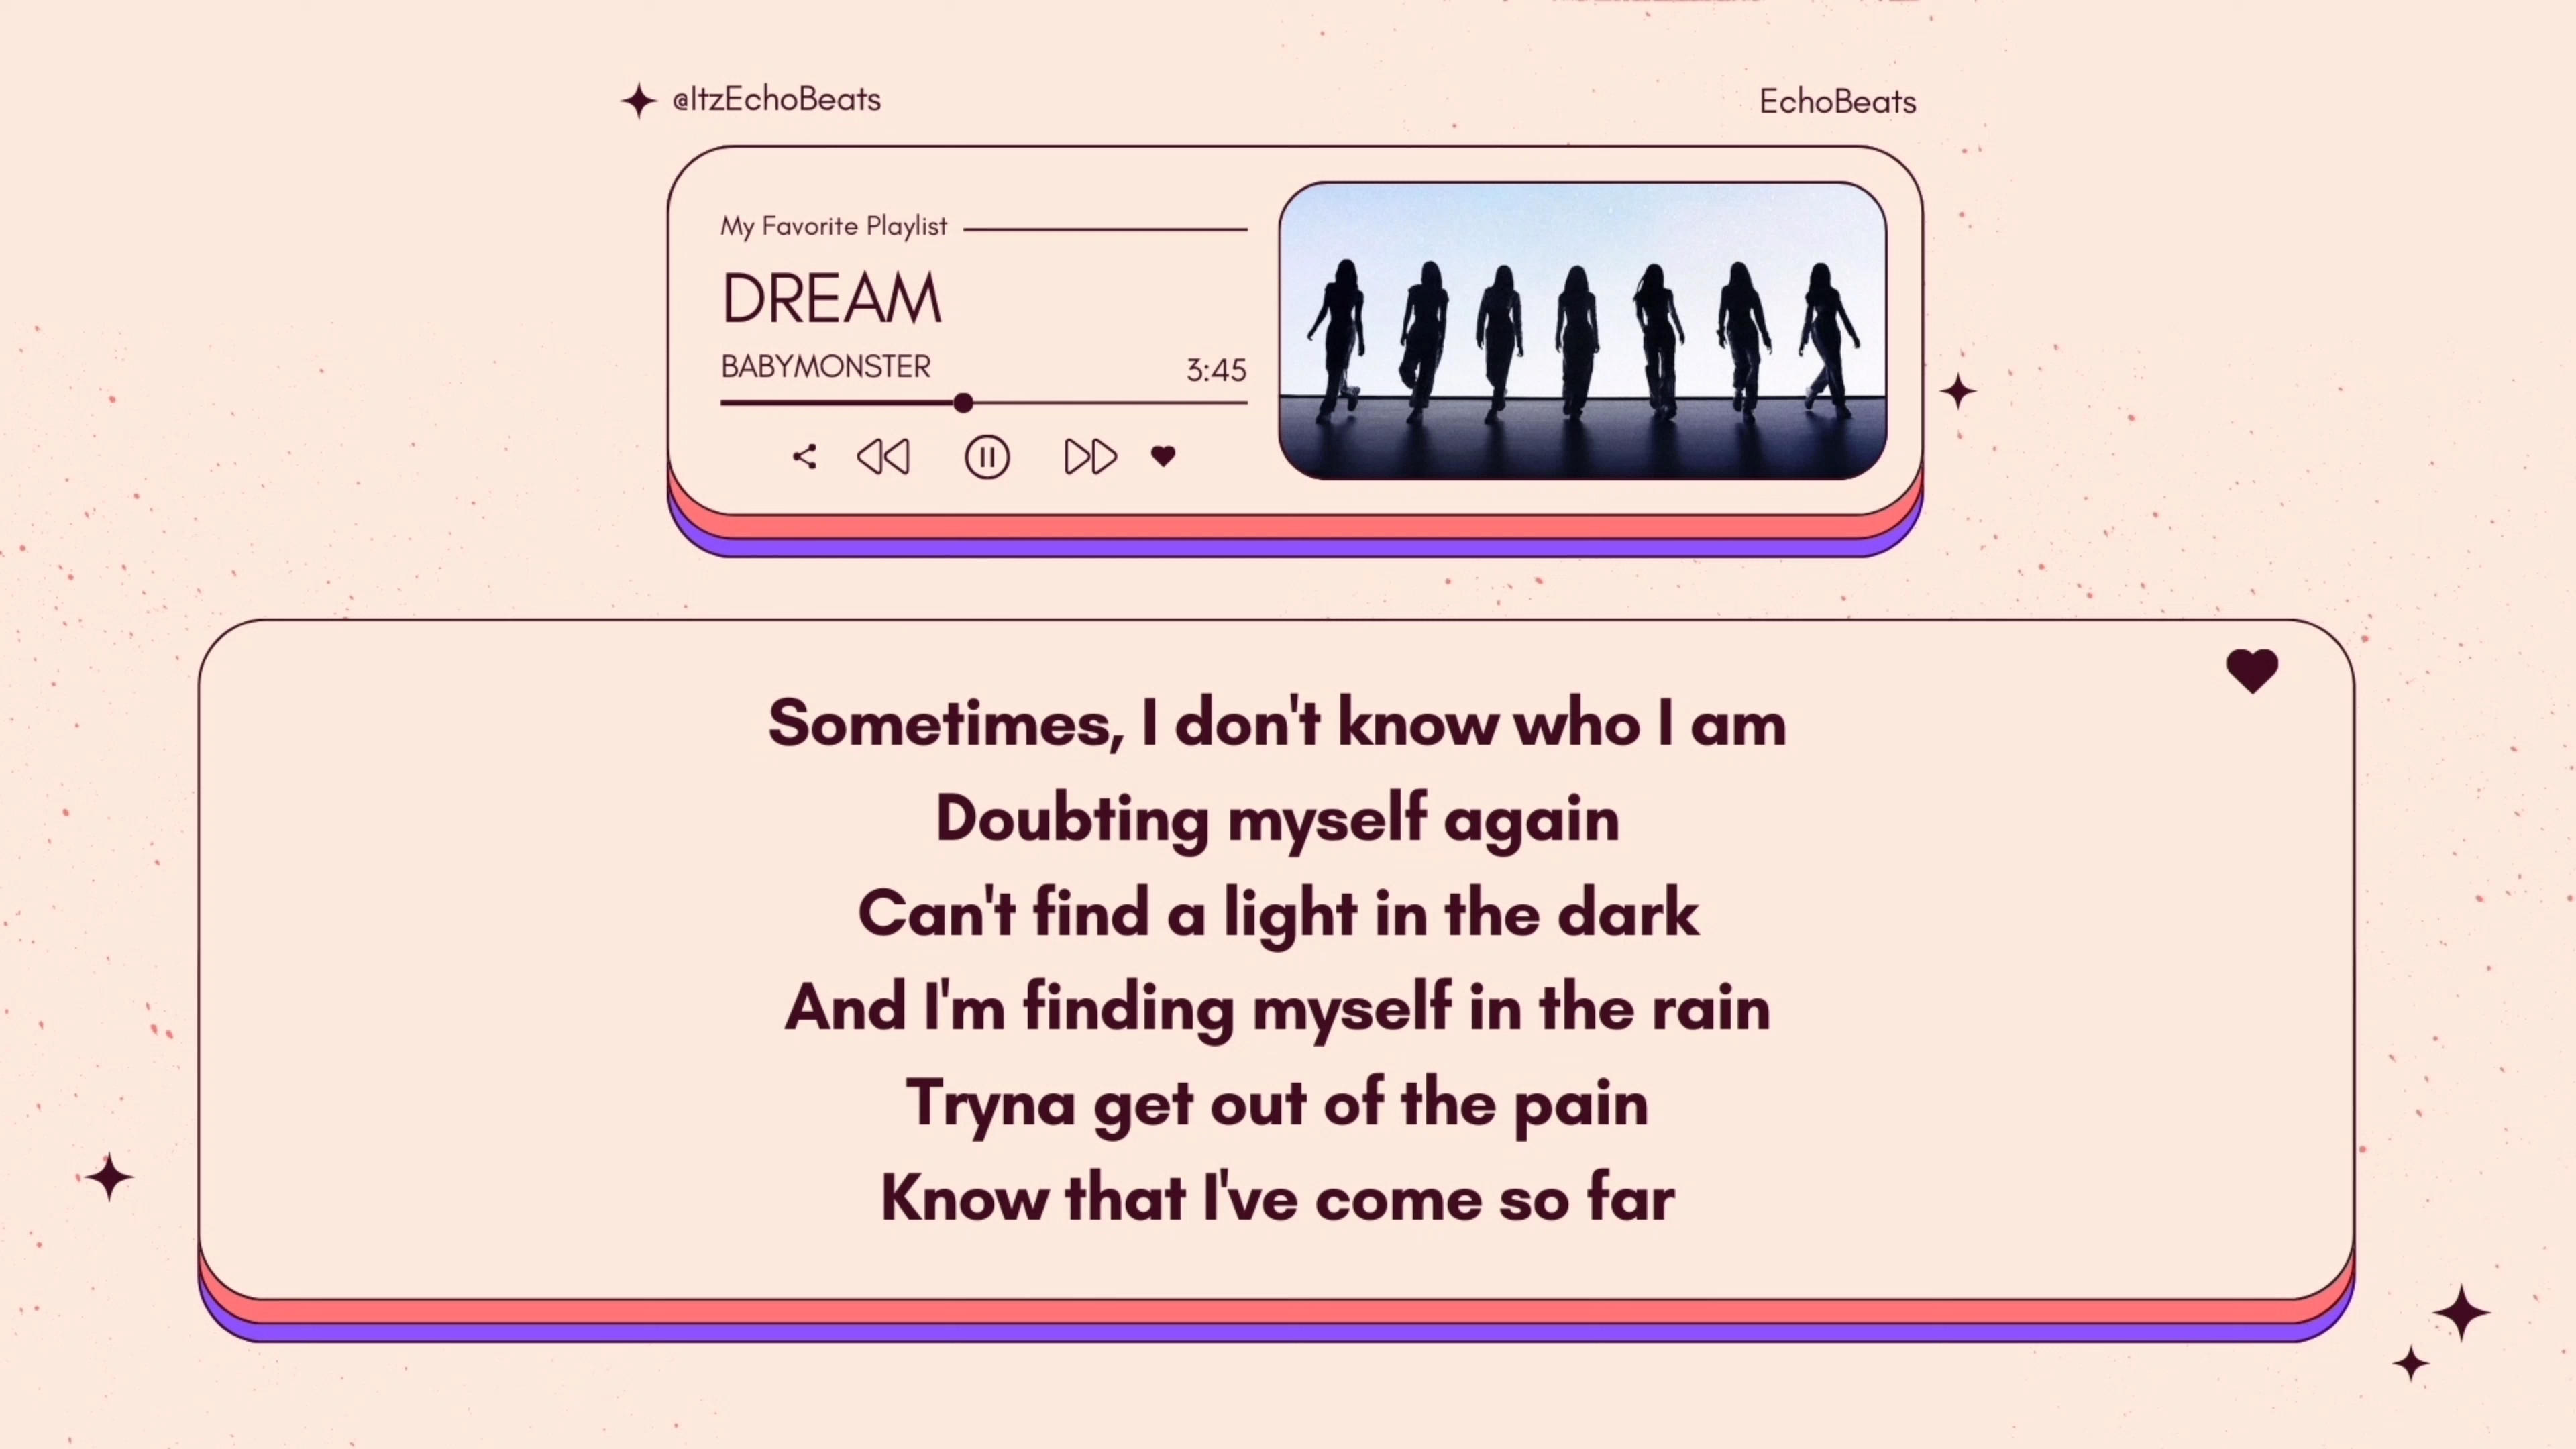 @ItzEchoBeats
EchoBeats
My Favorite Playlist
DREAM
BABYMONSTER
3:45
Sometimes, I don't know who I am
Doubting myself again
Can't find a light in the dark
And I'm finding myself in the rain
Tryna get out of the pain
Know that I've come so far